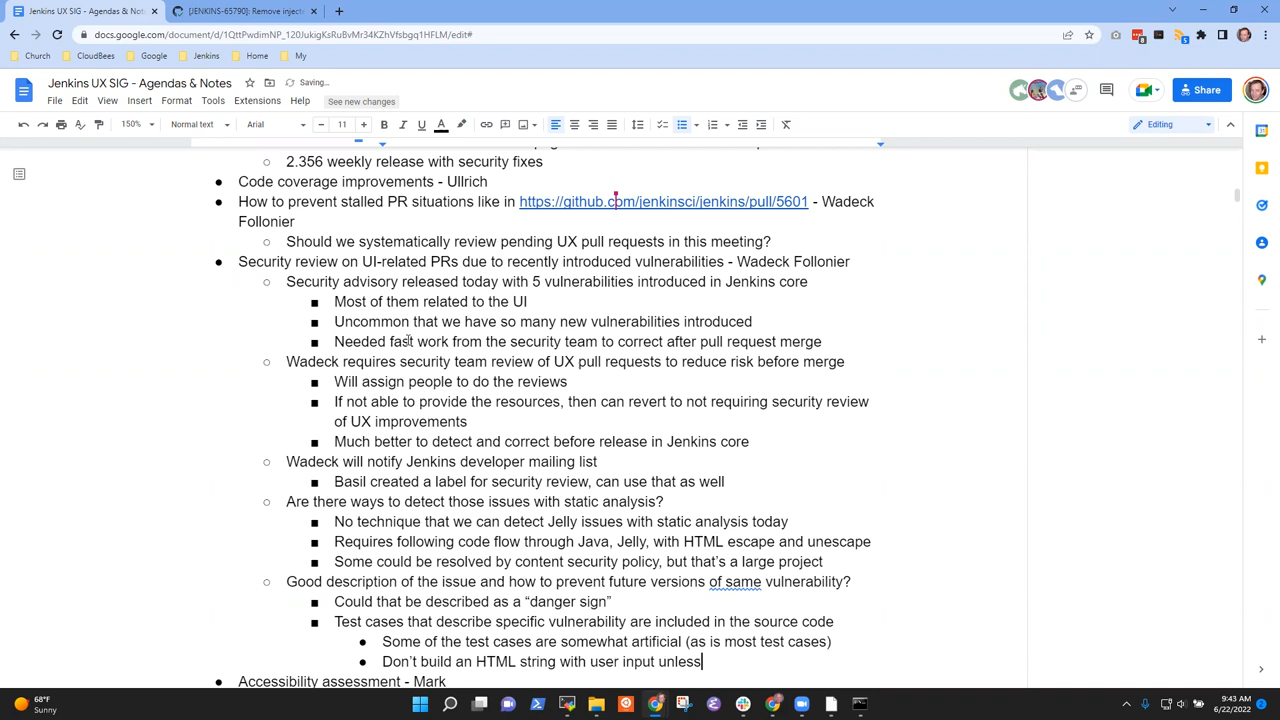 Jenkins UX SIG - Agendas & Notes
[JENKINS-65790]: Remove injecte
docs.google.com/document/d/1QttPwdimNP_120JukigKsRuBvMr34KZhVfsbgq1HFLM/edit#
Church CloudBees Google Jenkins Home My
Jenkins UX SIG - Agendas & Notes Saving...
File Edit View Insert Format Tools Extensions Help See new changes
Share
150% Normal text Arial 11 Editing
2.356 weekly release with security fixes
Code coverage improvements - Ullrich
How to prevent stalled PR situations like in https://github.com/jenkinsci/jenkins/pull/5601 - Wadeck
Follonier
Should we systematically review pending UX pull requests in this meeting?
Security review on UI-related PRs due to recently introduced vulnerabilities - Wadeck Follonier
Security advisory released today with 5 vulnerabilities introduced in Jenkins core
Most of them related to the UI
Uncommon that we have so many new vulnerabilities introduced
Needed fast work from the security team to correct after pull request merge
Wadeck requires security team review of UX pull requests to reduce risk before merge
Will assign people to do the reviews
If not able to provide the resources, then can revert to not requiring security review
of UX improvements
Much better to detect and correct before release in Jenkins core
Wadeck will notify Jenkins developer mailing list
Basil created a label for security review, can use that as well
Are there ways to detect those issues with static analysis?
No technique that we can detect Jelly issues with static analysis today
Requires following code flow through Java, Jelly, with HTML escape and unescape
Some could be resolved by content security policy, but that's a large project
Good description of the issue and how to prevent future versions of same vulnerability?
Could that be described as a “danger sign”
Test cases that describe specific vulnerability are included in the source code
Some of the test cases are somewhat artificial (as is most test cases)
Don't build an HTML string with user input unless
Accessibility assessment - Mark
68°F
Sunny
9:43 AM
6/22/2022